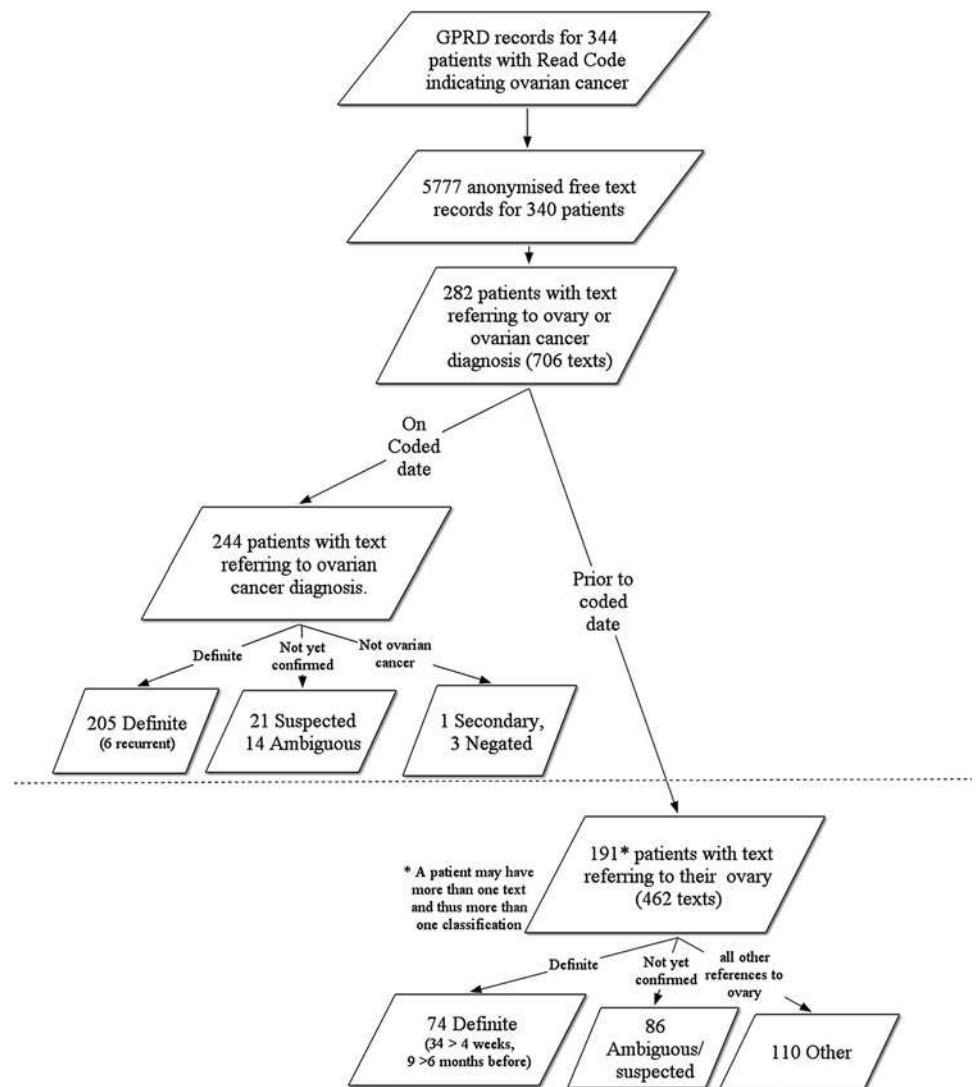 GPRD records for 344
patients with Read Code
indicating ovarian cancer
5777 anonymised free text
records for 340 patients
282 patients with text
referring to ovary or
ovarian cancer
diagnosis (706 texts)
On
Coded
date
244 patients with text
referring to ovarian
cancer diagnosis.
Prior to
coded
date
Definite
Not yet
confirmed
Not ovarian
cancer
205 Definite
(6 recurrent)
21 Suspected
14 Ambiguous
1 Secondary,
3 Negated
191* patients with text
referring to their ovary
(462 texts)
* A patient may have
more than one text
and thus more than
one classification
Definite
Not yet
confirmed
all other
references to
ovary
74 Definite
(34 > 4 weeks,
9 >6 months before)
86
Ambiguous/
suspected
110 Other